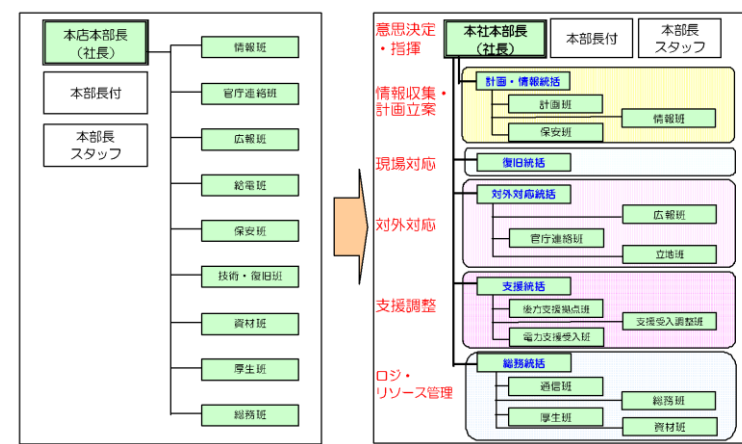 本店本部長
(社長)
本部長付
本部長
スタッフ
情報班
官庁連絡班
広報班
給電班
保安班
技術・復旧班
資材班
厚生班
総務班
意思決定
・指揮
本社本部長
(社長)
本部長付
本部長
スタッフ
情報収集・
計画立案
計画・情報統括
計画班
情報班
保安班
現場対応
復旧統括
対外対応
対外対応統括
広報班
官庁連絡班
立地班
支援調整
支援統括
後方支援拠点班
支援受入調整班
電力支援受入班
ロジ・
リソース管理
総務統括
通信班
総務班
厚生班
資材班